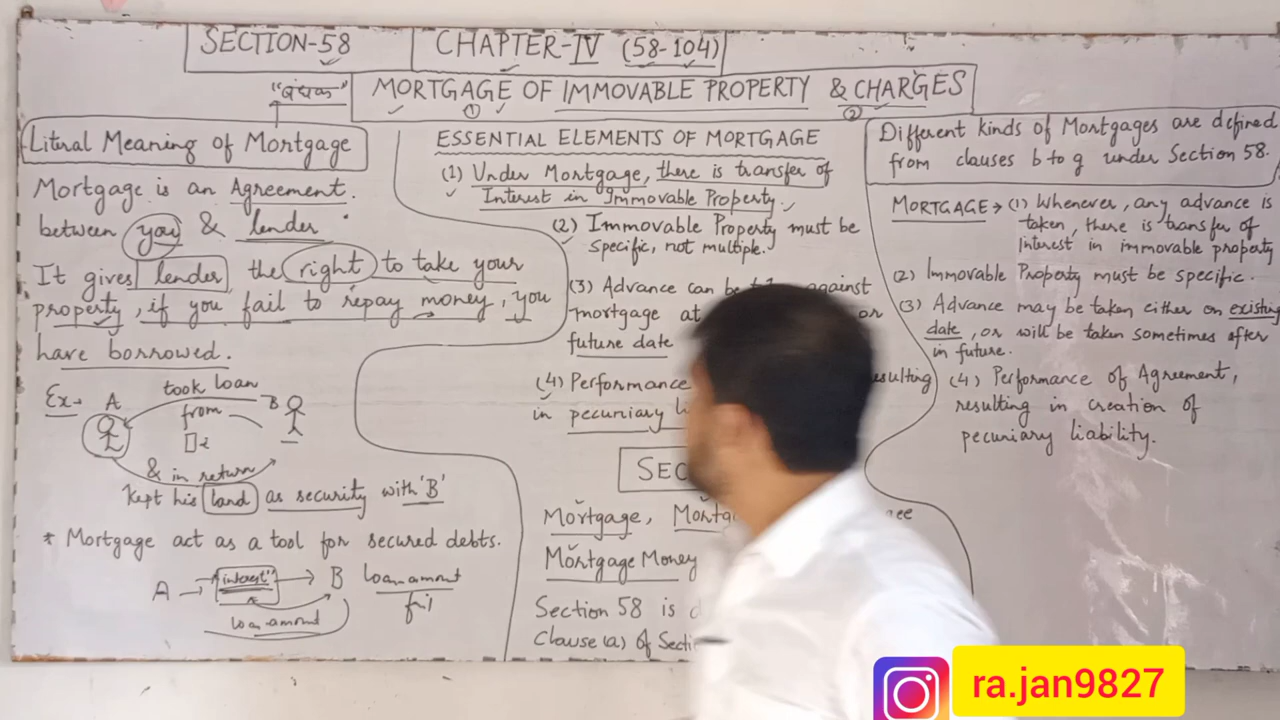 SECTION-58
CHAPTER-IV (58-104)
"बंधक"
MORTGAGE OF IMMOVABLE PROPERTY & CHARGES
① ②
Litral Meaning of Mortgage
Mortgage is an Agreement.
between you & lender
It gives lender the right to take your
property, if you fail to repay money, you
have borrowed.
Ex→ A
took loan
from B
& in return
Kept his land as security with 'B'
* Mortgage act as a tool for secured debts.
A → "interest" → B loan amont
loan amount
ESSENTIAL ELEMENTS OF MORTGAGE
(1) Under Mortgage, there is transfer of
Interest in Immovable Property.
(2) Immovable Property must be
specific, not multiple.
(3) Advance can be against
mortgage at or
future date
(4) Performance resulting
in pecuniary
SEC
Mortgage,
Mortgage Money
Section 58 is
Clause (a) of
Different kinds of Mortgages are defined
from clauses b to g under Section 58.
MORTGAGE → (1) Whenever, any advance is
taken, there is transfer of
Interest in immovable property
(2) Immovable Property must be specific.
(3) Advance may be taken either on existing
date, or will be taken sometimes after
in future.
(4) Performance of Agreement,
resulting in creation of
pecuniary liability.
ra.jan9827